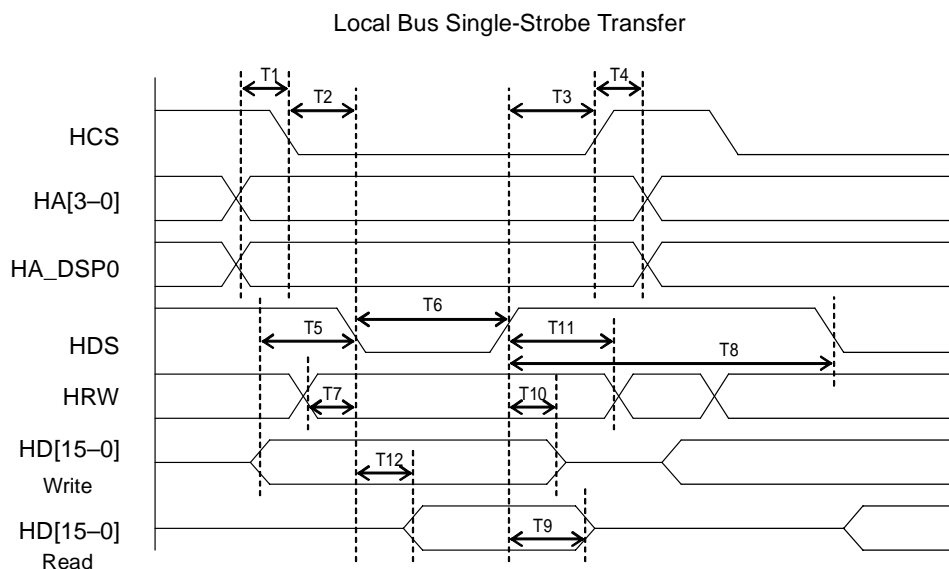 Local Bus Single-Strobe Transfer
T1
T4
T2
T3
HCS
HA[3–0]
HA_DSP0
T6
T5
T11
HDS
T8
HRW
T7
T10
HD[15–0]
Write
T12
HD[15–0]
Read
T9